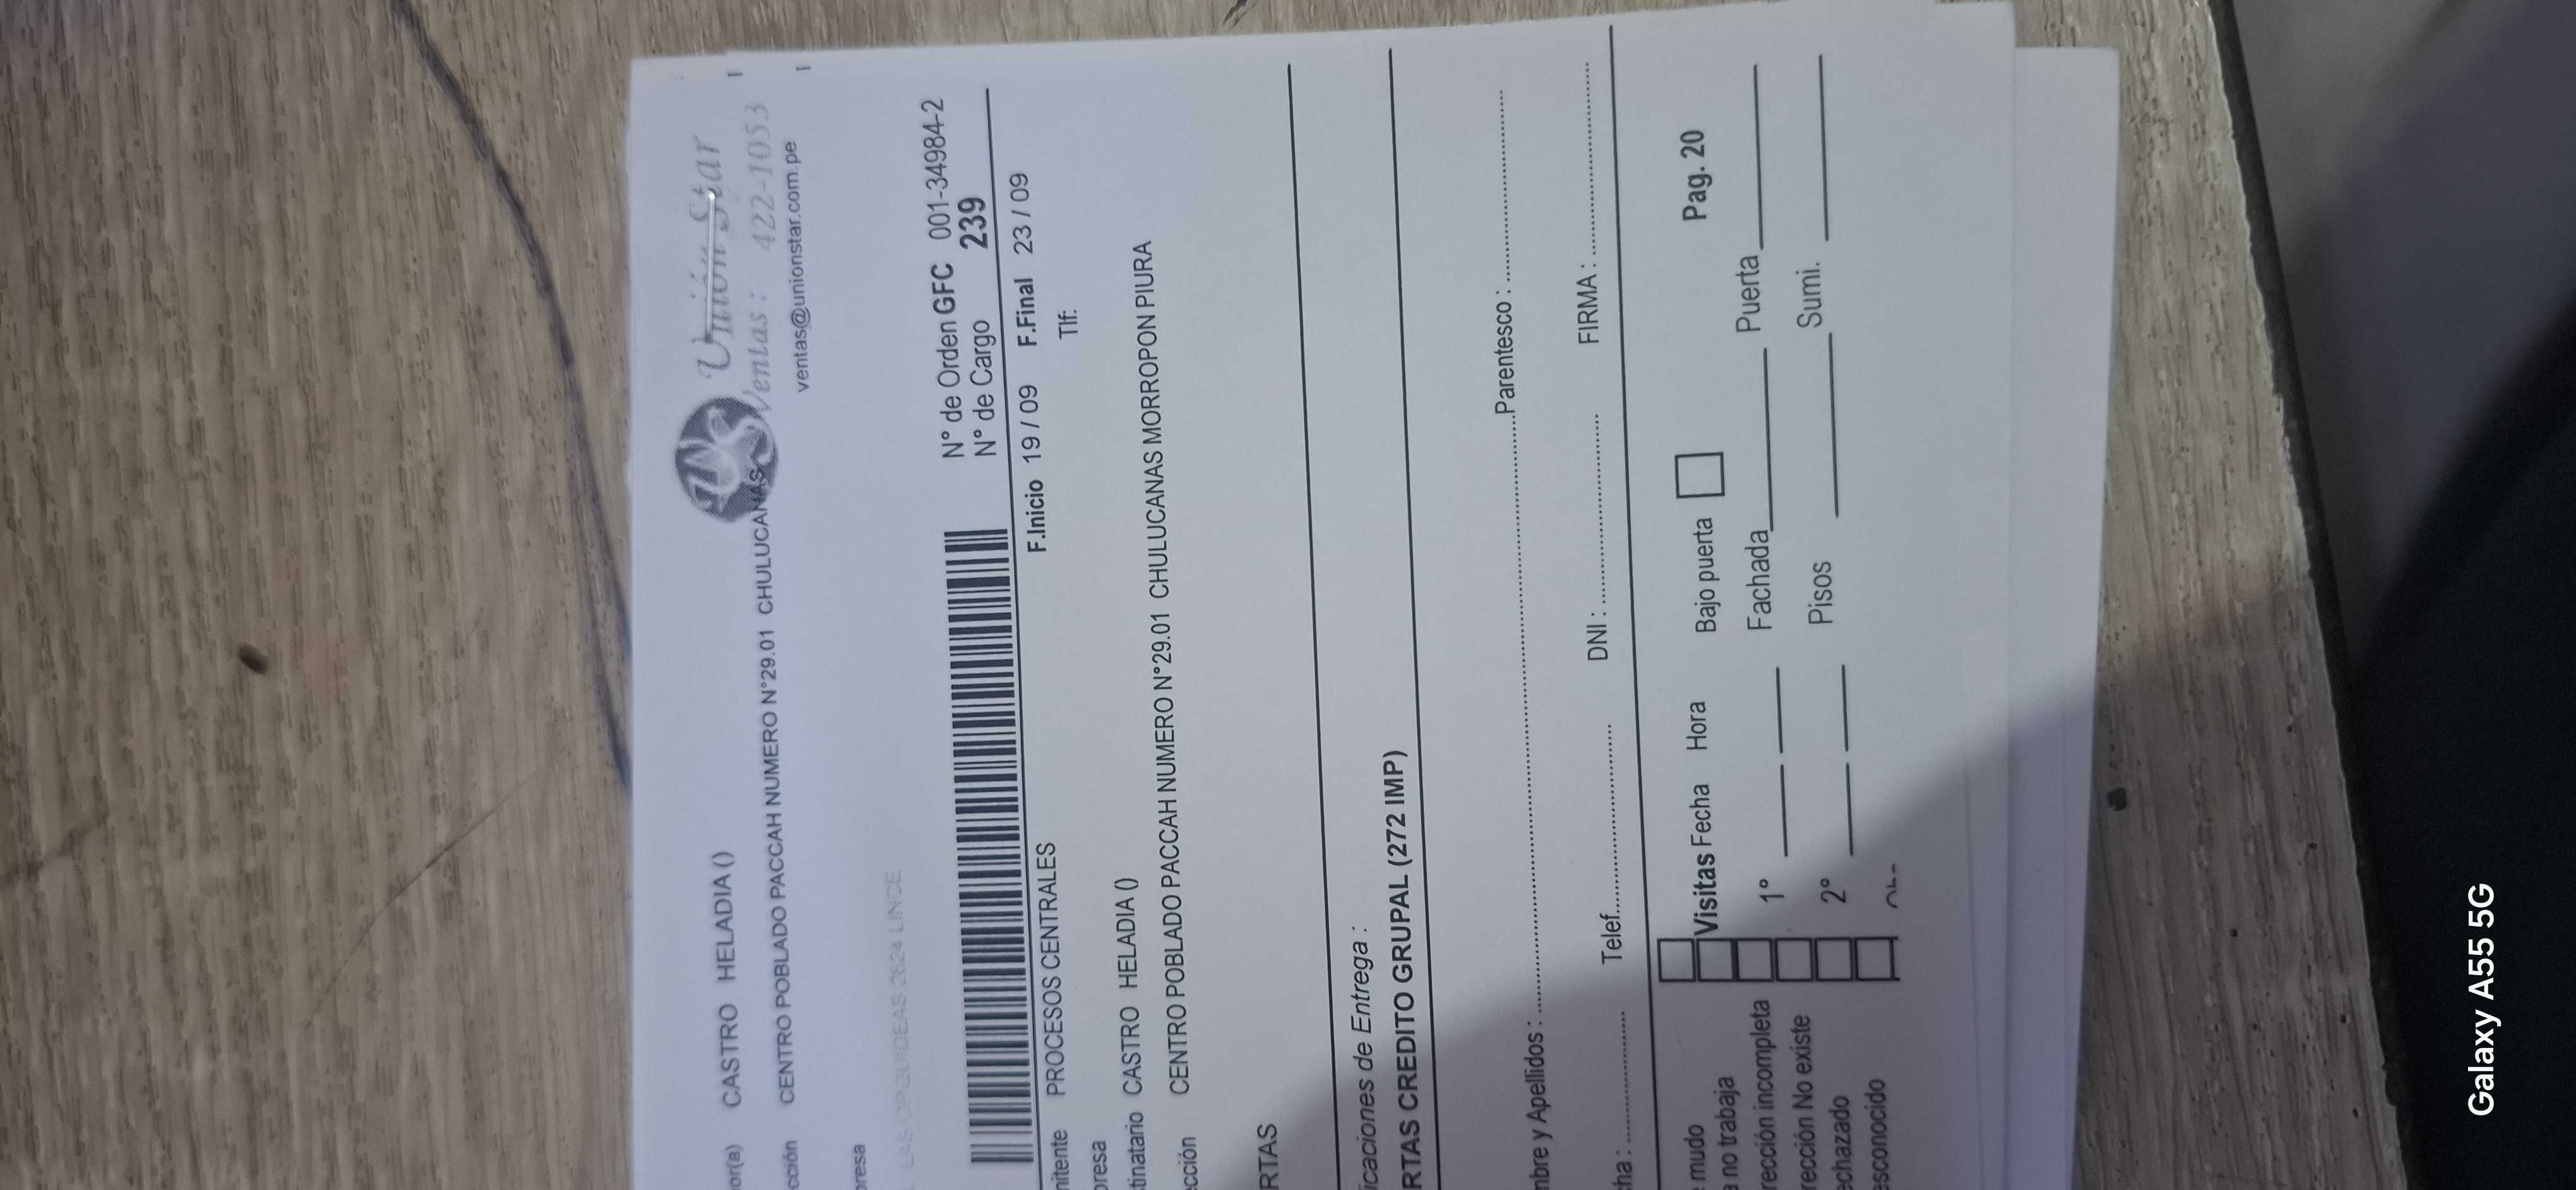 Unión Star
Ventas: 422-1053
ventas@unionstar.com.pe
or(a) CASTRO HELADIA ()
cción CENTRO POBLADO PACCAH NUMERO N°29.01 CHULUCANAS
presa
LINCE
N° de Orden GFC 001-34984-2
N° de Cargo 239
F.Inicio 19 / 09 F.Final 23 / 09
mitente PROCESOS CENTRALES Tlf:
presa
tinatario CASTRO HELADIA ()
cción CENTRO POBLADO PACCAH NUMERO N°29.01 CHULUCANAS MORROPON PIURA
RTAS
icaciones de Entrega :
RTAS CREDITO GRUPAL (272 IMP)
mbre y Apellidos : Parentesco :
ha : Telef. DNI : FIRMA :
mudo Visitas Fecha Hora Bajo puerta Pag. 20
a no trabaja
rección incompleta 1° Fachada Puerta
rección No existe
echazado 2° Pisos Sumi.
esconocido
Galaxy A55 5G